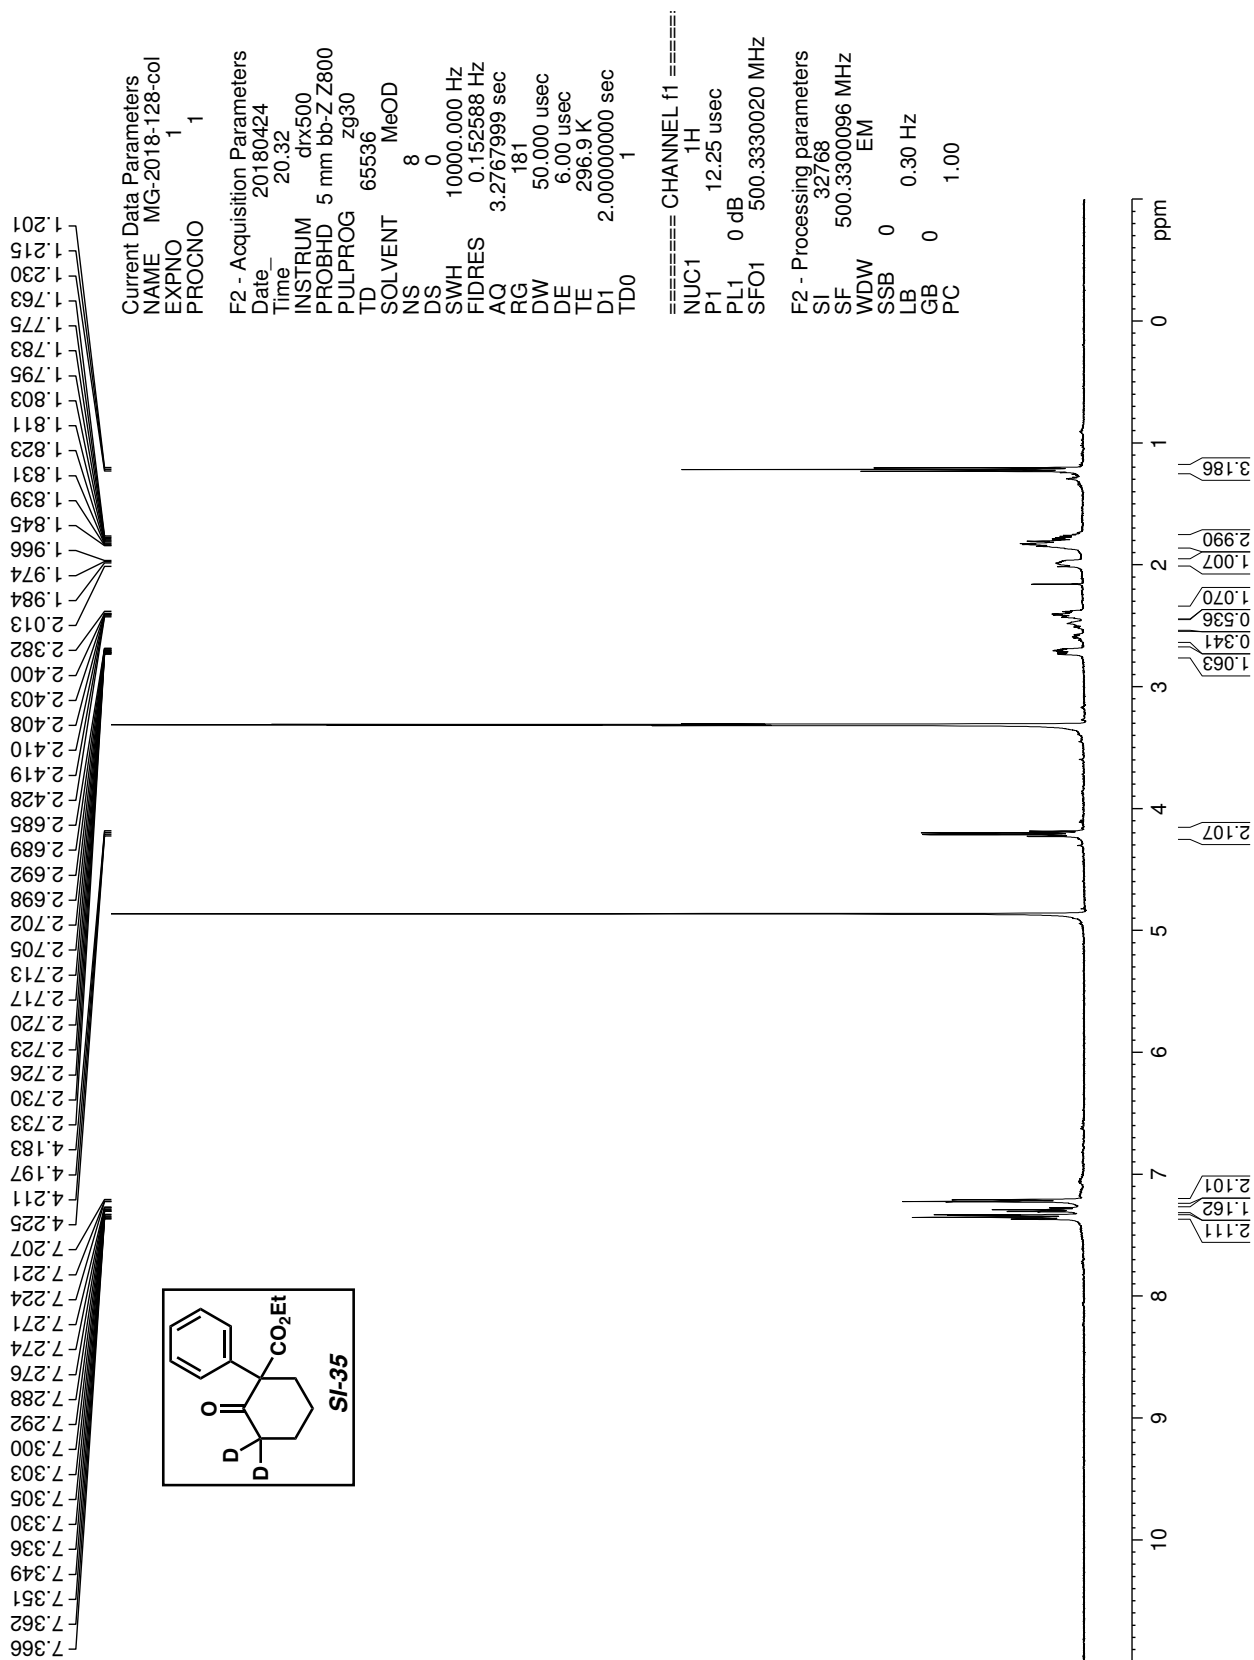 Current Data Parameters
NAME MG-2018-128-col
EXPNO 1
PROCNO 1
F2 - Acquisition Parameters
Date_ 20180424
Time 20.32
INSTRUM drx500
PROBHD 5 mm bb-Z Z800
PULPROG zg30
TD 65536
SOLVENT MeOD
NS 8
DS 0
SWH 10000.000 Hz
FIDRES 0.152588 Hz
AQ 3.2767999 sec
RG 181
DW 50.000 usec
DE 6.00 usec
TE 296.9 K
D1 2.00000000 sec
TD0 1
======== CHANNEL f1 =====
NUC1 1H
P1 12.25 usec
PL1 0 dB
SFO1 500.3330020 MHz
F2 - Processing parameters
SI 32768
SF 500.3300096 MHz
WDW EM
SSB 0
LB 0.30 Hz
GB 0
PC 1.00
7.366
7.362
7.351
7.349
7.336
7.330
7.305
7.303
7.300
7.292
7.288
7.276
7.274
7.271
7.224
7.221
7.207
4.225
4.211
4.197
4.183
2.733
2.730
2.726
2.723
2.720
2.717
2.713
2.705
2.702
2.698
2.692
2.689
2.685
2.428
2.419
2.410
2.408
2.403
2.400
2.382
2.013
1.984
1.974
1.966
1.845
1.839
1.831
1.823
1.811
1.803
1.795
1.783
1.775
1.763
1.230
1.215
1.201
O
D
D
CO2Et
SI-35
10 9 8 7 6 5 4 3 2 1 0 ppm
2.111
1.162
2.101
2.107
1.063
0.341
0.536
1.070
1.007
2.990
3.186